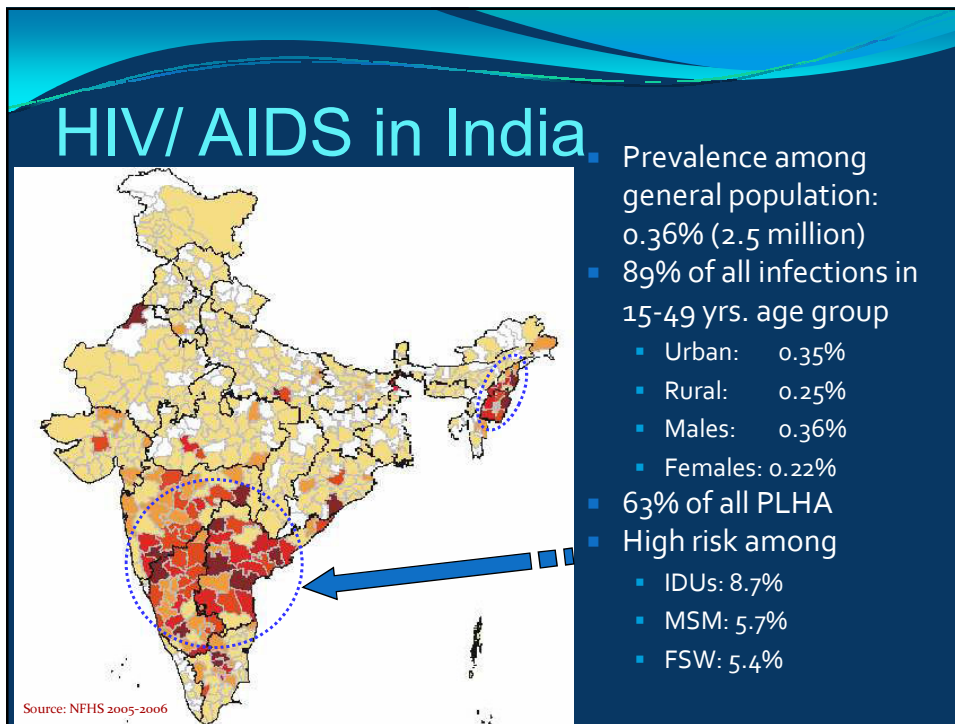 HIV/ AIDS in India
Prevalence among
general population:
0.36% (2.5 million)
89% of all infections in
15-49 yrs. age group
Urban: 0.35%
Rural: 0.25%
Males: 0.36%
Females: 0.22%
63% of all PLHA
High risk among
IDUs: 8.7%
MSM: 5.7%
FSW: 5.4%
Source: NFHS 2005-2006